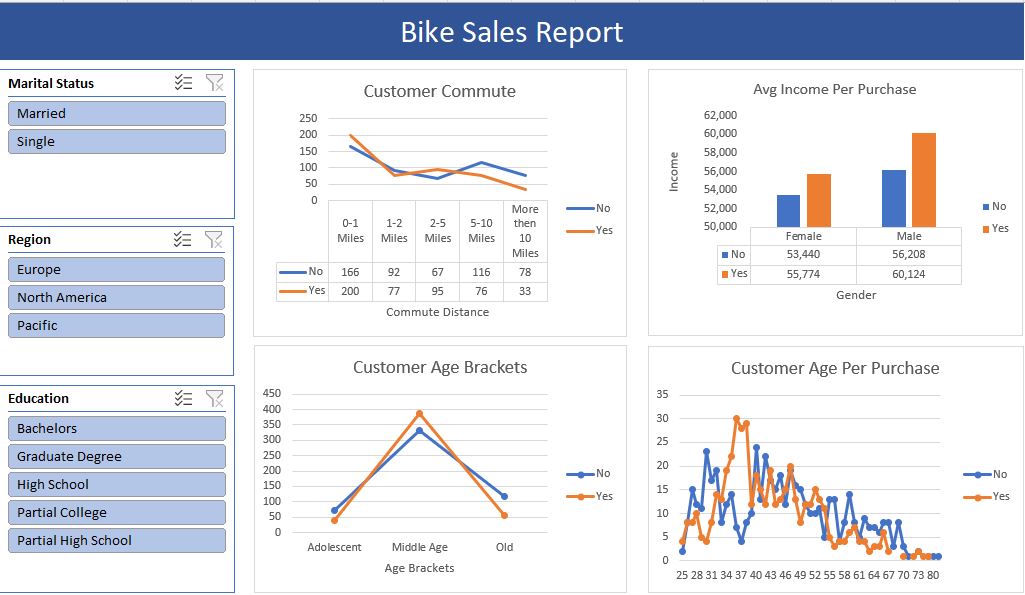 Bike Sales Report
Marital Status
Married
Single
Region
Europe
North America
Pacific
Education
Bachelors
Graduate Degree
High School
Partial College
Partial High School
Customer Commute
250
200
150
100
50
0
0-1 Miles 1-2 Miles 2-5 Miles 5-10 Miles More then 10 Miles
No 166 92 67 116 78
Yes 200 77 95 76 33
Commute Distance
No
Yes
Avg Income Per Purchase
62,000
60,000
58,000
56,000
54,000
52,000
50,000
Income
Female Male
No 53,440 56,208
Yes 55,774 60,124
Gender
No
Yes
Customer Age Brackets
450
400
350
300
250
200
150
100
50
0
Adolescent Middle Age Old
Age Brackets
No
Yes
Customer Age Per Purchase
35
30
25
20
15
10
5
0
25 28 31 34 37 40 43 46 49 52 55 58 61 64 67 70 73 80
No
Yes